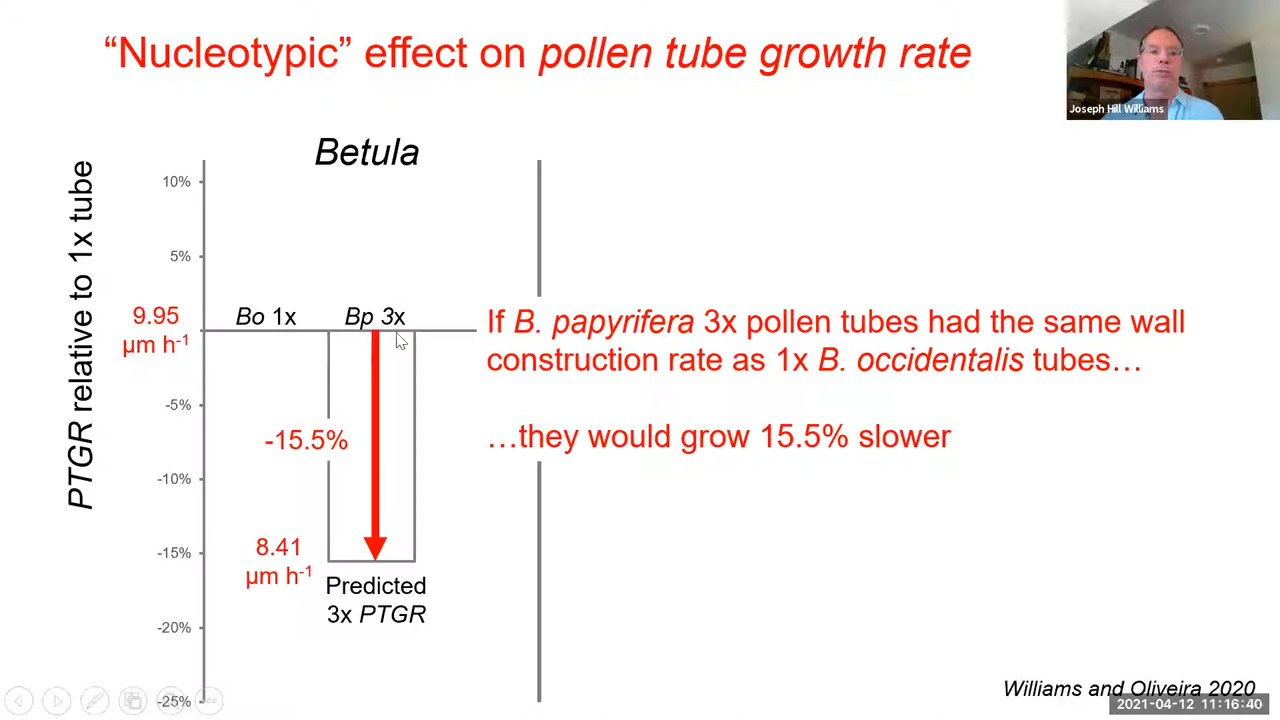 “Nucleotypic” effect on pollen tube growth rate
Joseph Hill Williams
Betula
PTGR relative to 1x tube
10%
5%
9.95
µm h-1
Bo 1x
Bp 3x
-5%
-10%
-15%
-20%
-25%
-15.5%
8.41
µm h-1
Predicted
3x PTGR
If B. papyrifera 3x pollen tubes had the same wall
construction rate as 1x B. occidentalis tubes…
…they would grow 15.5% slower
Williams and Oliveira 2020
2021-04-12 11:16:40